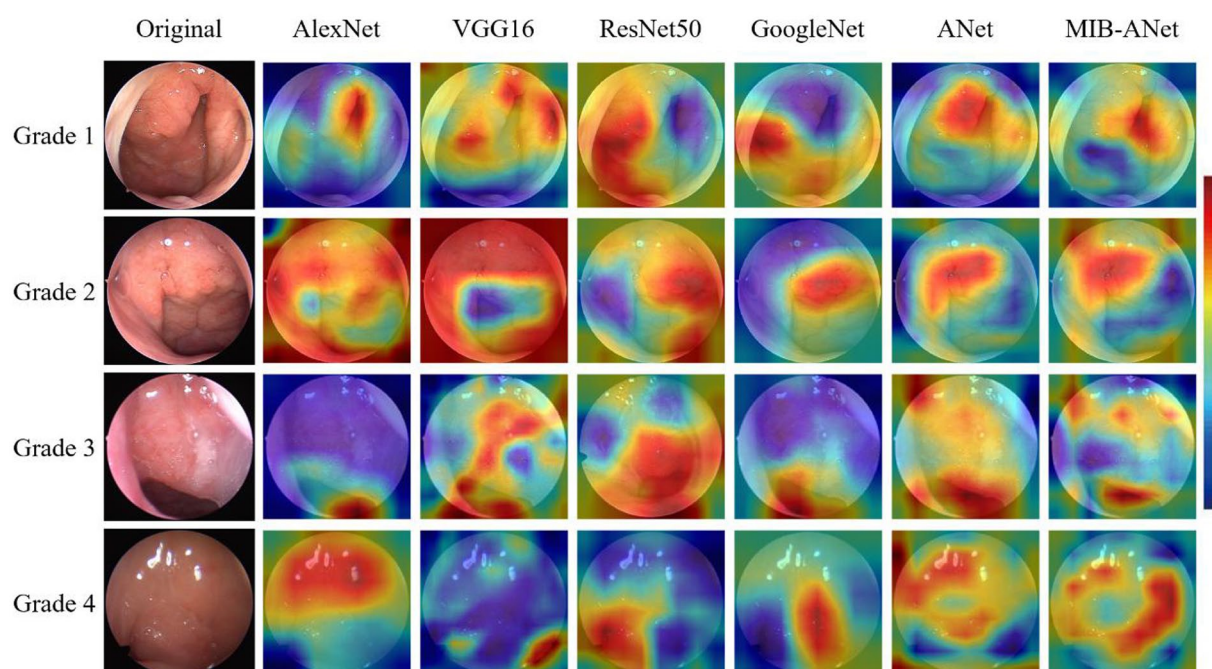 Original AlexNet VGG16 ResNet50 GoogleNet ANet MIB-ANet
Grade 1
Grade 2
Grade 3
Grade 4